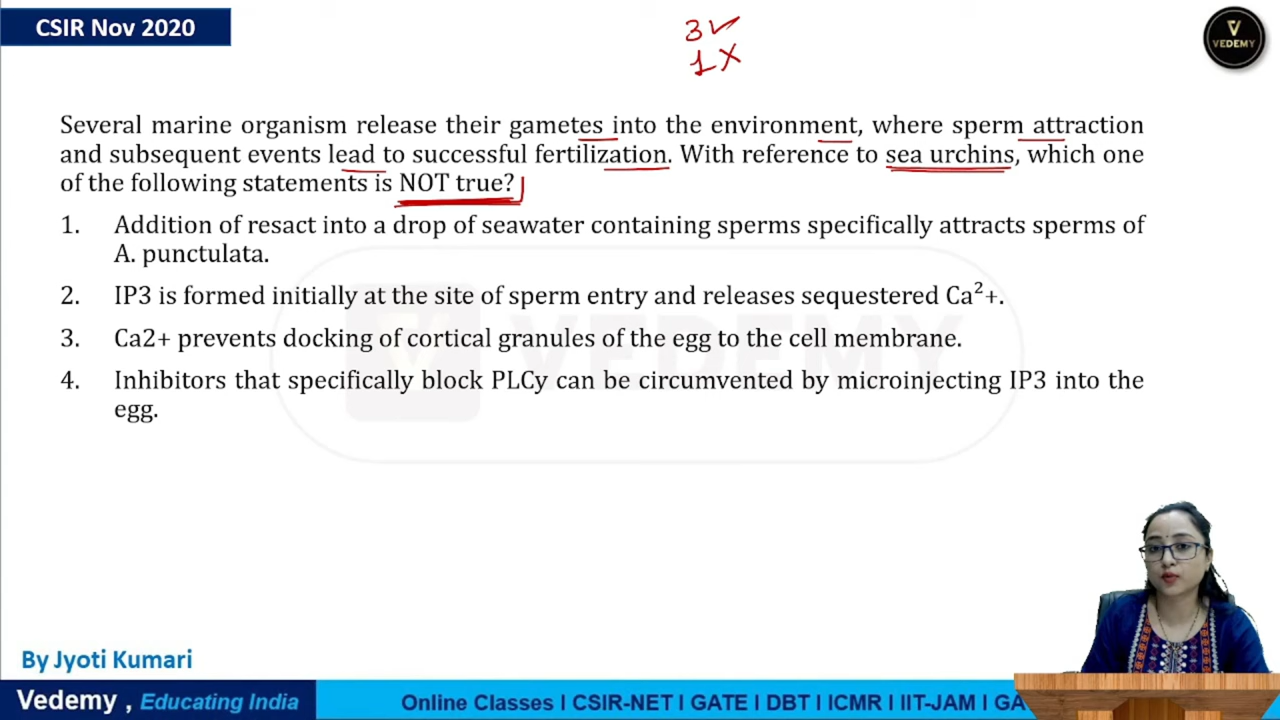 CSIR Nov 2020
3 ✓
1 X
V
VEDEMY
Several marine organism release their gametes into the environment, where sperm attraction
and subsequent events lead to successful fertilization. With reference to sea urchins, which one
of the following statements is NOT true?
1. Addition of resact into a drop of seawater containing sperms specifically attracts sperms of
A. punctulata.
2. IP3 is formed initially at the site of sperm entry and releases sequestered Ca²+.
3. Ca2+ prevents docking of cortical granules of the egg to the cell membrane.
4. Inhibitors that specifically block PLCy can be circumvented by microinjecting IP3 into the
egg.
VEDEMY
By Jyoti Kumari
Vedemy , Educating India
Online Classes I CSIR-NET I GATE I DBT I ICMR I IIT-JAM I GA